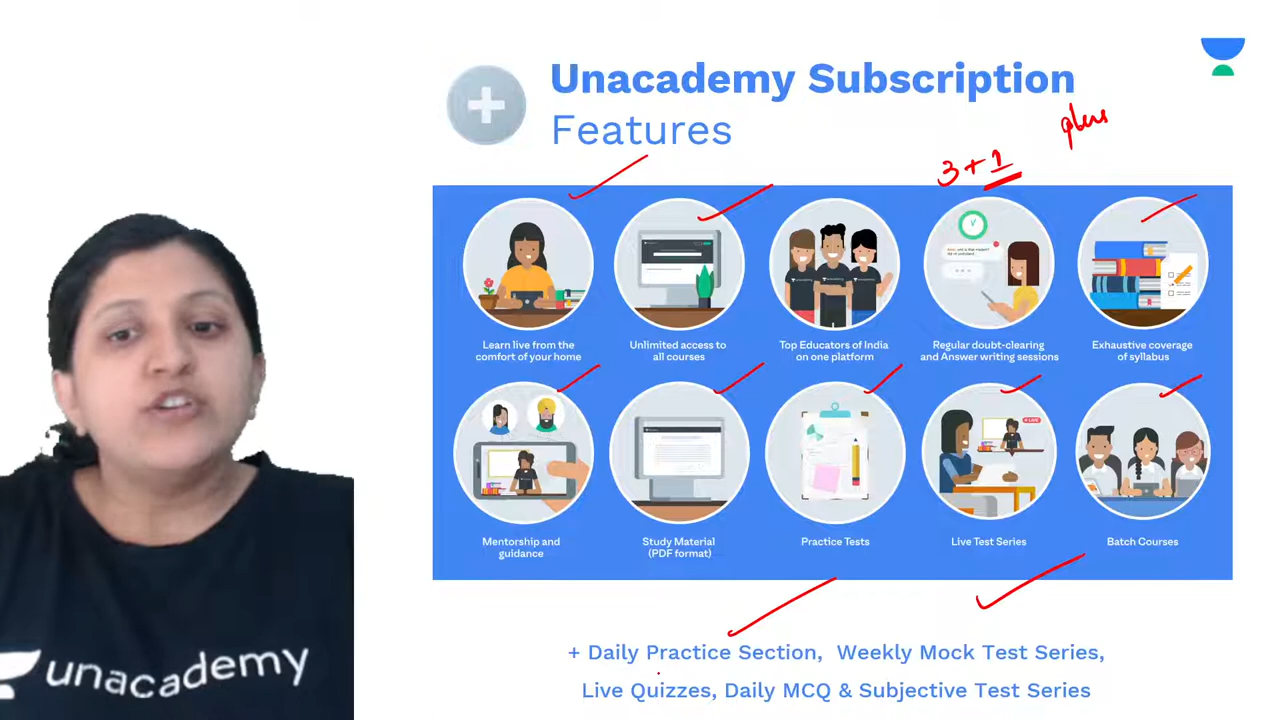 Unacademy Subscription
Features
plus
3+1
Learn live from the
comfort of your home
Unlimited access to
all courses
Top Educators of India
on one platform
Regular doubt-clearing
and Answer writing sessions
Exhaustive coverage
of syllabus
LIVE
Mentorship and
guidance
Study Material
(PDF format)
Practice Tests
Live Test Series
Batch Courses
+ Daily Practice Section, Weekly Mock Test Series,
Live Quizzes, Daily MCQ & Subjective Test Series
unacademy